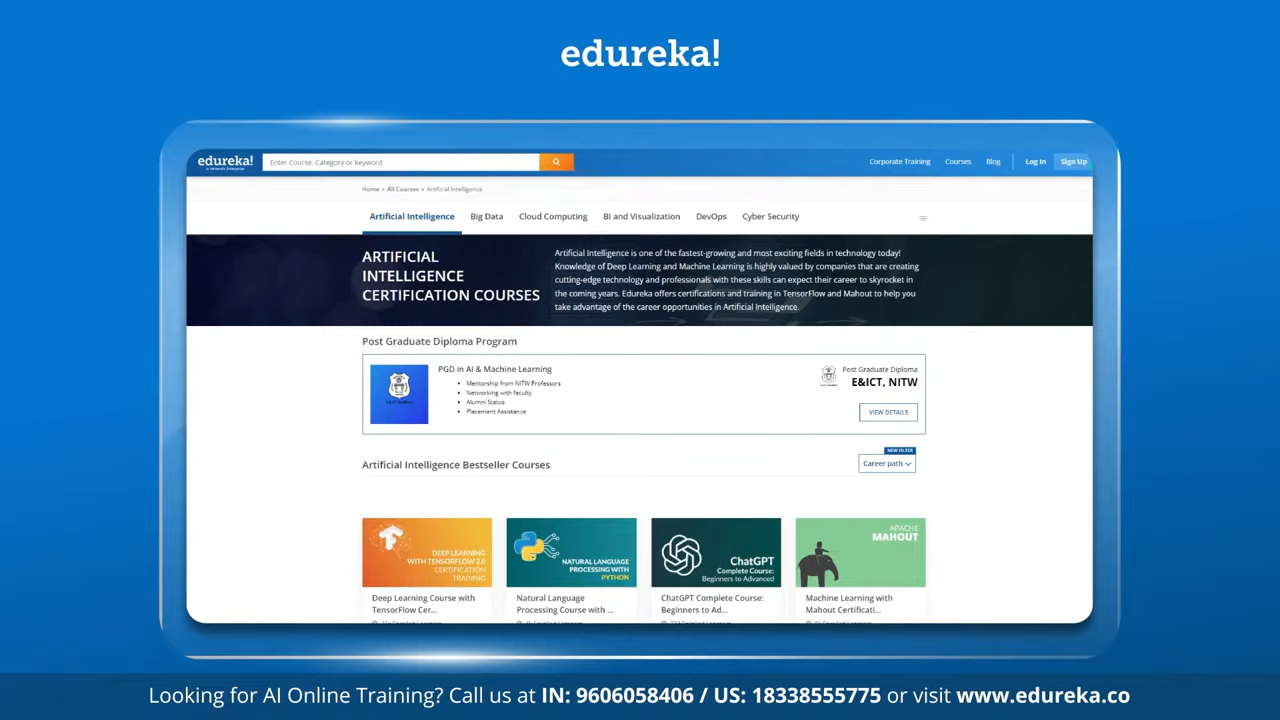 edureka!
edureka!
Enter Course, Category or keyword
Corporate Training
Courses
Blog
Log In
Sign Up
Home > All Courses > Artificial Intelligence
Artificial Intelligence
Big Data
Cloud Computing
BI and Visualization
DevOps
Cyber Security
ARTIFICIAL
INTELLIGENCE
CERTIFICATION COURSES
Artificial Intelligence is one of the fastest-growing and most exciting fields in technology today!
Knowledge of Deep Learning and Machine Learning is highly valued by companies that are creating
cutting-edge technology and professionals with these skills can expect their career to skyrocket in
the coming years. Edureka offers certifications and training in TensorFlow and Mahout to help you
take advantage of the career opportunities in Artificial Intelligence.
Post Graduate Diploma Program
PGD in AI & Machine Learning
Mentorship from NITW Professors
Networking with faculty
Alumni Status
Placement Assistance
Post Graduate Diploma
E&ICT, NITW
VIEW DETAILS
Artificial Intelligence Bestseller Courses
NEW FILTER
Career path
DEEP LEARNING
WITH TENSORFLOW 2.0
CERTIFICATION
TRAINING
Deep Learning Course with
TensorFlow Cer...
NATURAL LANGUAGE
PROCESSING WITH
PYTHON
Natural Language
Processing Course with ...
ChatGPT
Complete Course:
Beginners to Advanced
ChatGPT Complete Course:
Beginners to Ad...
APACHE
MAHOUT
Machine Learning with
Mahout Certificati...
Looking for AI Online Training? Call us at IN: 9606058406 / US: 18338555775 or visit www.edureka.co